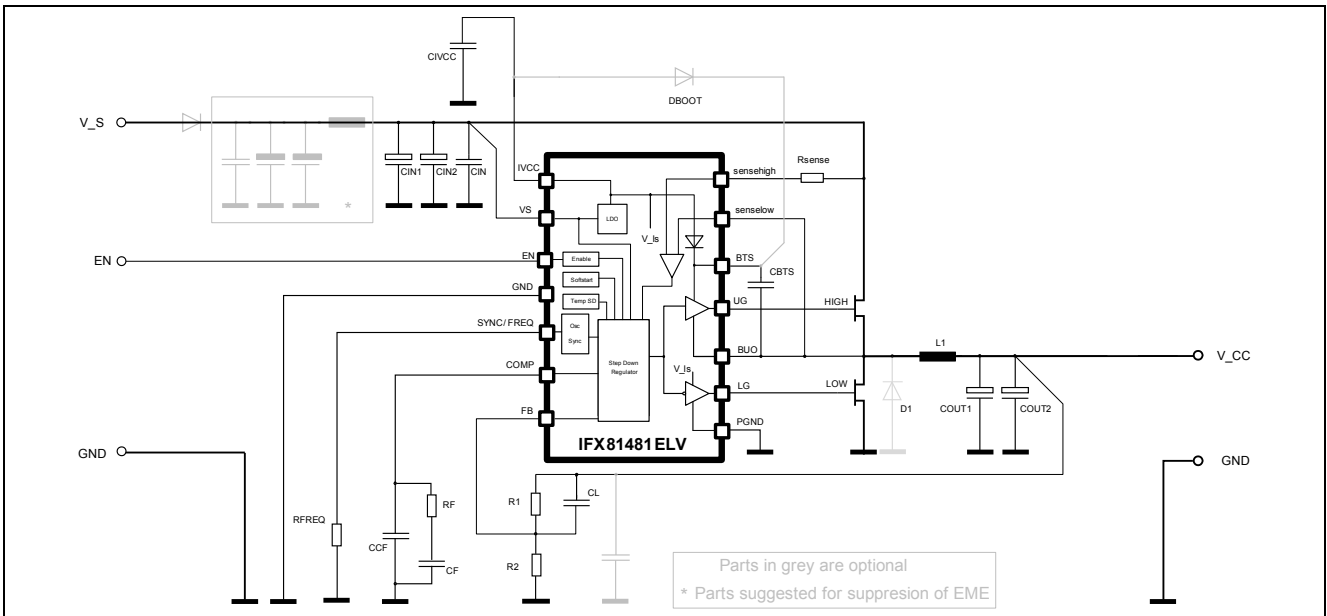 CIVCC
DBOOT
V_S
*
CIN1
CIN2
CIN
IVCC
VS
EN
EN
GND
SYNC/ FREQ
COMP
FB
LDO
V_ls
Enable
Softstart
Temp SD
Osc
Sync
Step Down
Regulator
V_ls
sensehigh
senselow
BTS
UG
BUO
LG
PGND
IFX81481ELV
Rsense
CBTS
HIGH
LOW
L1
D1
COUT1
COUT2
V_CC
GND
GND
RFREQ
CCF
RF
CF
R1
CL
R2
Parts in grey are optional
* Parts suggested for suppresion of EME